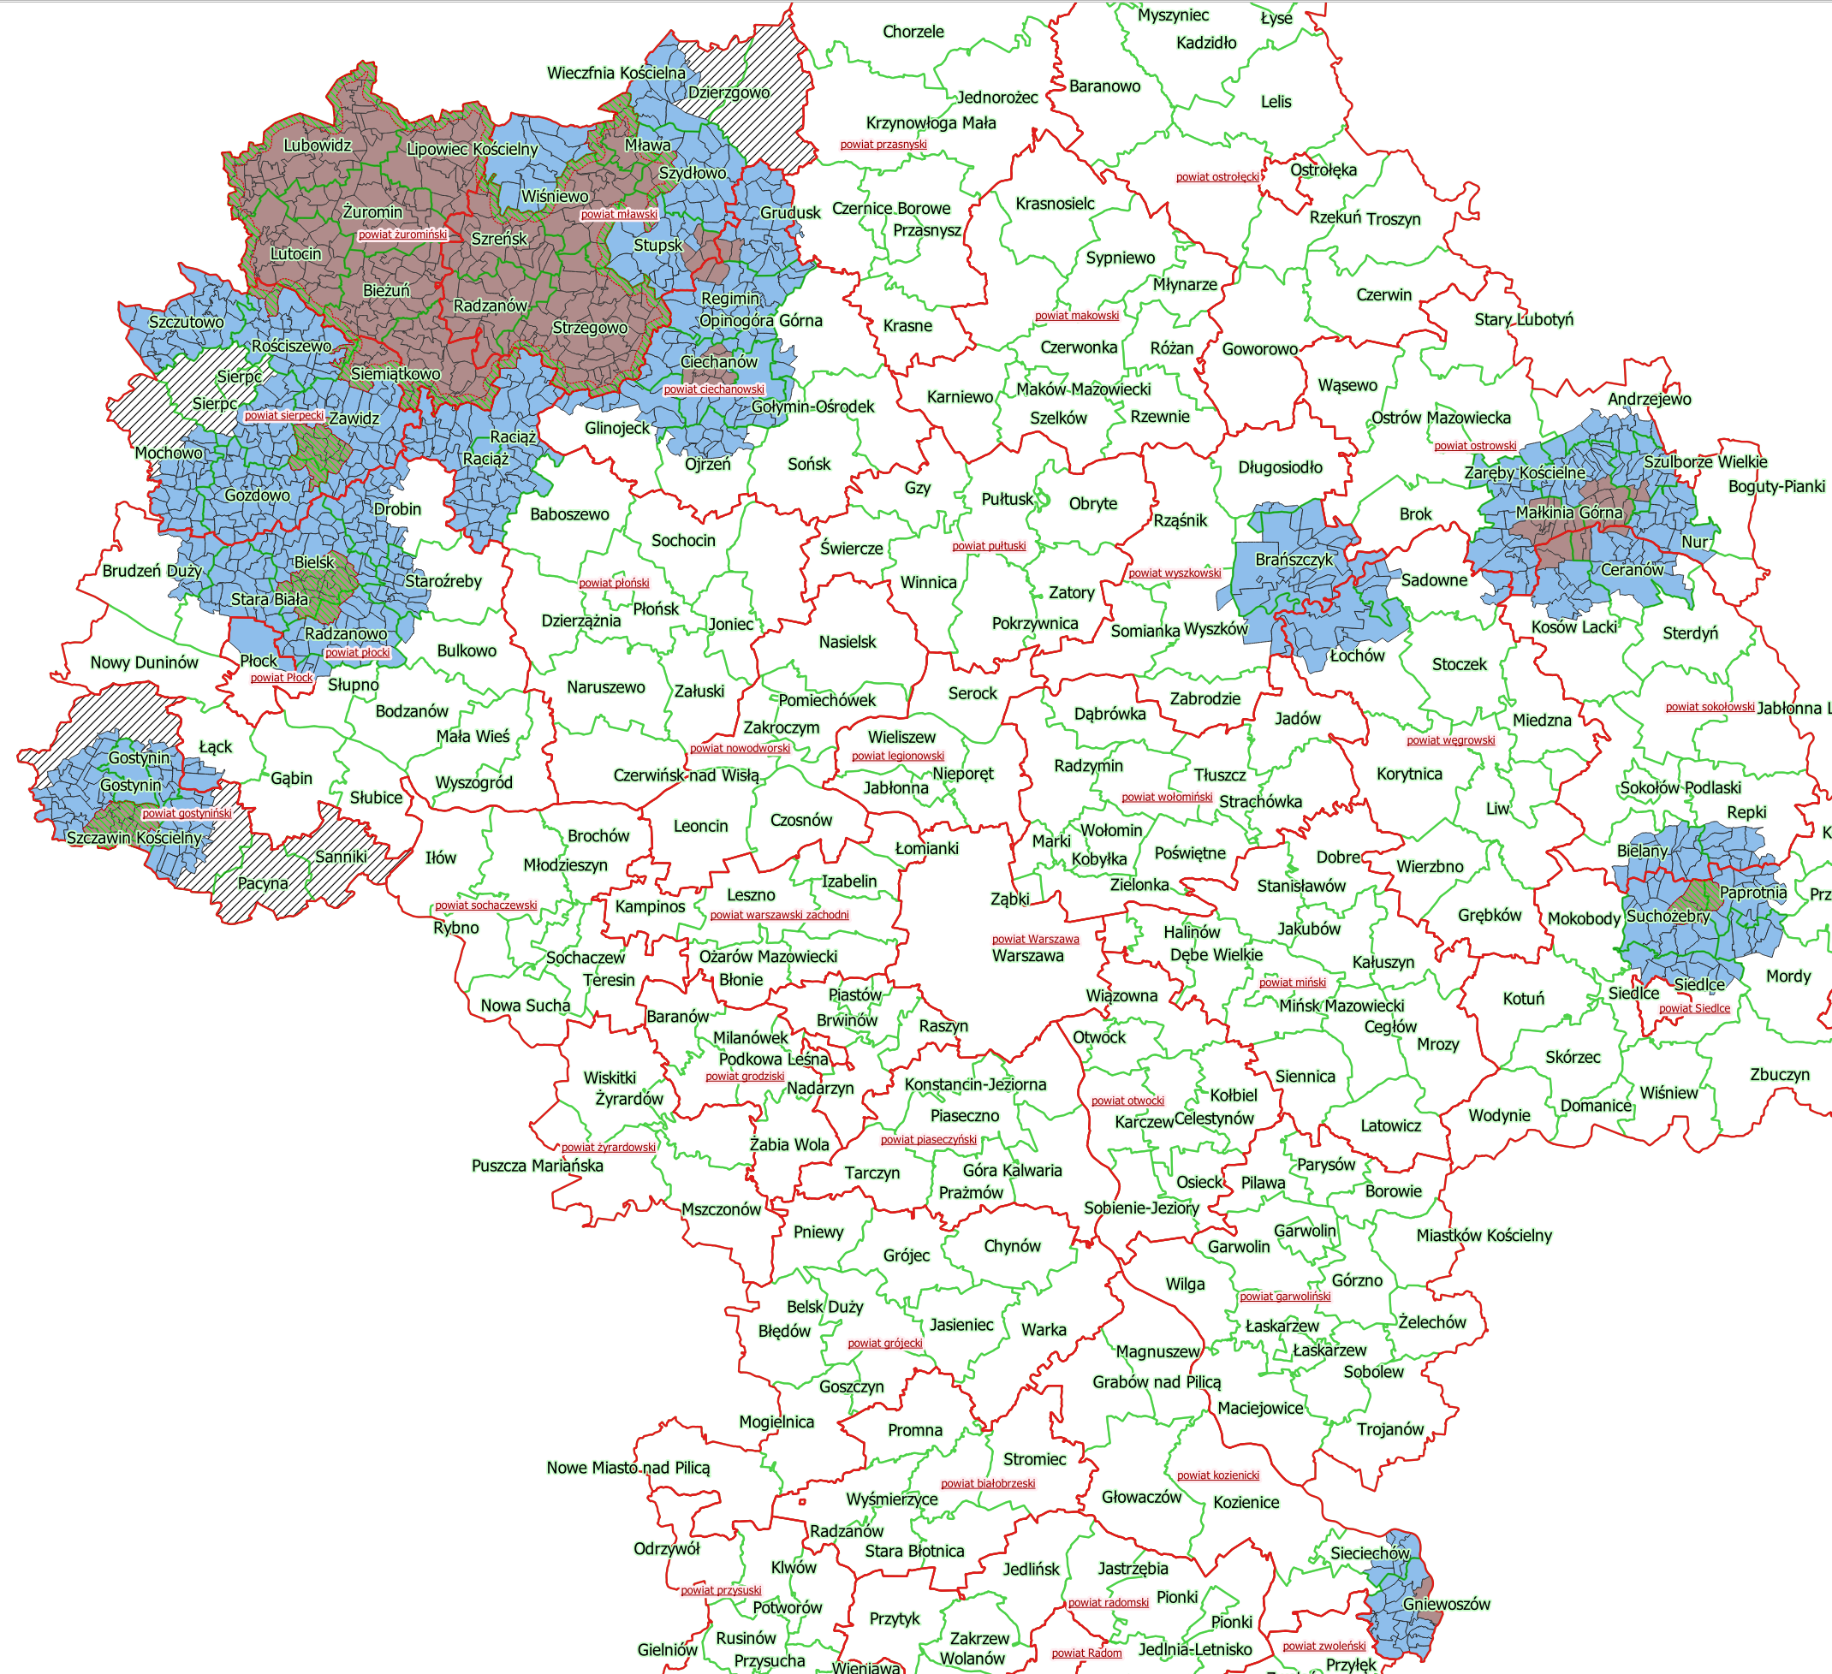 Myszyniec
Łyse
Chorzele
Kadzidło
Wieczfnia Kościelna
Dzierzgowo
Baranowo
Jednorożec
Lelis
Krzynowłoga Mała
powiat przasnyski
Lubowidz
Lipowiec Kościelny
Mława
Szydłowo
powiat ostrołęcki
Ostrołęka
Wiśniewo
powiat mławski
Żuromin
Grudusk
Czernice Borowe
Krasnosielc
Rzekuń
Troszyn
powiat żuromiński
Szreńsk
Stupsk
Przasnysz
Lutocin
Sypniewo
Młynarze
Bieżuń
Radzanów
Regimin
Czerwin
Szczutowo
Strzegowo
Opinogóra Górna
Krasne
powiat makowski
Stary Lubotyń
Rościszewo
Czerwonka
Różan
Goworowo
Siemiątkowo
Ciechanów
Sierpc
powiat ciechanowski
Karniewo
Maków Mazowiecki
Wąsewo
Sierpc
powiat sierpecki
Zawidz
Gołymin-Ośrodek
Szelków
Rzewnie
Ostrów Mazowiecka
Andrzejewo
Glinojeck
Raciąż
powiat ostrowski
Mochowo
Raciąż
Ojrzeń
Sońsk
Długosiodło
Zaręby Kościelne
Szulborze Wielkie
Gozdowo
Gzy
Pułtusk
Obryte
Boguty-Pianki
Drobin
Baboszewo
Rząśnik
Brok
Małkinia Górna
Sochocin
Świercze
powiat pułtuski
Nur
Brudzeń Duży
Bielsk
Staroźreby
powiat płoński
Winnica
powiat wyszkowski
Brańszczyk
Sadowne
Ceranów
Stara Biała
Dzierzążnia
Płońsk
Joniec
Zatory
Radzanowo
Pokrzywnica
Somianka
Wyszków
Kosów Lacki
Sterdyń
powiat płocki
Bulkowo
Nasielsk
Łochów
Nowy Duninów
Płock
Stoczek
powiat Płock
Słupno
Naruszewo
Załuski
Serock
Bodzanów
Pomiechówek
Dąbrówka
Zabrodzie
Jadów
Miedzna
powiat sokołowski
Jabłonna L
Mała Wieś
Zakroczym
Wieliszew
Łąck
powiat nowodworski
powiat legionowski
powiat węgrowski
Gostynin
Gąbin
Wyszogród
Czerwińsk nad Wisłą
Nieporęt
Radzymin
Tłuszcz
Korytnica
Gostynin
Słubice
Jabłonna
powiat wołomiński
Strachówka
Liw
Sokołów Podlaski
powiat gostyniński
Repki
Szczawin Kościelny
Brochów
Leoncin
Czosnów
Wołomin
K
Iłów
Młodzieszyn
Łomianki
Marki
Kobyłka
Poświętne
Dobre
Wierzbno
Bielany
Sanniki
Pacyna
Leszno
Izabelin
Ząbki
Zielonka
Stanisławów
Paprotnia
Prz
powiat sochaczewski
Kampinos
powiat warszawski zachodni
Grębków
Mokobody
Suchożebry
Rybno
powiat Warszawa
Halinów
Jakubów
Sochaczew
Ożarów Mazowiecki
Warszawa
Dębe Wielkie
Kałuszyn
Teresin
Błonie
powiat miński
Mordy
Nowa Sucha
Piastów
Wiązowna
Mińsk Mazowiecki
Kotuń
Siedlce
Siedlce
powiat Siedlce
Baranów
Brwinów
Raszyn
Cegłów
Milanówek
Otwock
Mrozy
Podkowa Leśna
Skórzec
Wiskitki
powiat grodziski
Nadarzyn
Konstancin-Jeziorna
Siennica
Zbuczyn
Żyrardów
powiat otwocki
Kołbiel
Wiśniew
Piaseczno
Karczew
Celestynów
Domanice
Wodynie
powiat żyrardowski
Żabia Wola
powiat piaseczyński
Latowicz
Puszcza Mariańska
Tarczyn
Góra Kalwaria
Parysów
Prażmów
Osieck
Pilawa
Borowie
Mszczonów
Sobienie-Jeziory
Pniewy
Garwolin
Miastków Kościelny
Grójec
Chynów
Garwolin
Wilga
Górzno
powiat garwoliński
Belsk Duży
Błędów
Jasieniec
Warka
Łaskarzew
Żelechów
powiat grójecki
Magnuszew
Łaskarzew
Goszczyn
Grabów nad Pilicą
Sobolew
Mogielnica
Maciejowice
Promna
Trojanów
Nowe Miasto nad Pilicą
Stromiec
powiat białobrzeski
powiat kozienicki
Wyśmierzyce
Głowaczów
Kozienice
Radzanów
Odrzywół
Stara Błotnica
Sieciechów
Klwów
Jedlińsk
Jastrzębia
powiat przysuski
Pionki
Potworów
Przytyk
powiat radomski
Gniewoszów
Pionki
Gielniów
Rusinów
Zakrzew
powiat Radom
Jedlnia-Letnisko
powiat zwoleński
Przysucha
Wolanów
Wieniawa
Przyłęk